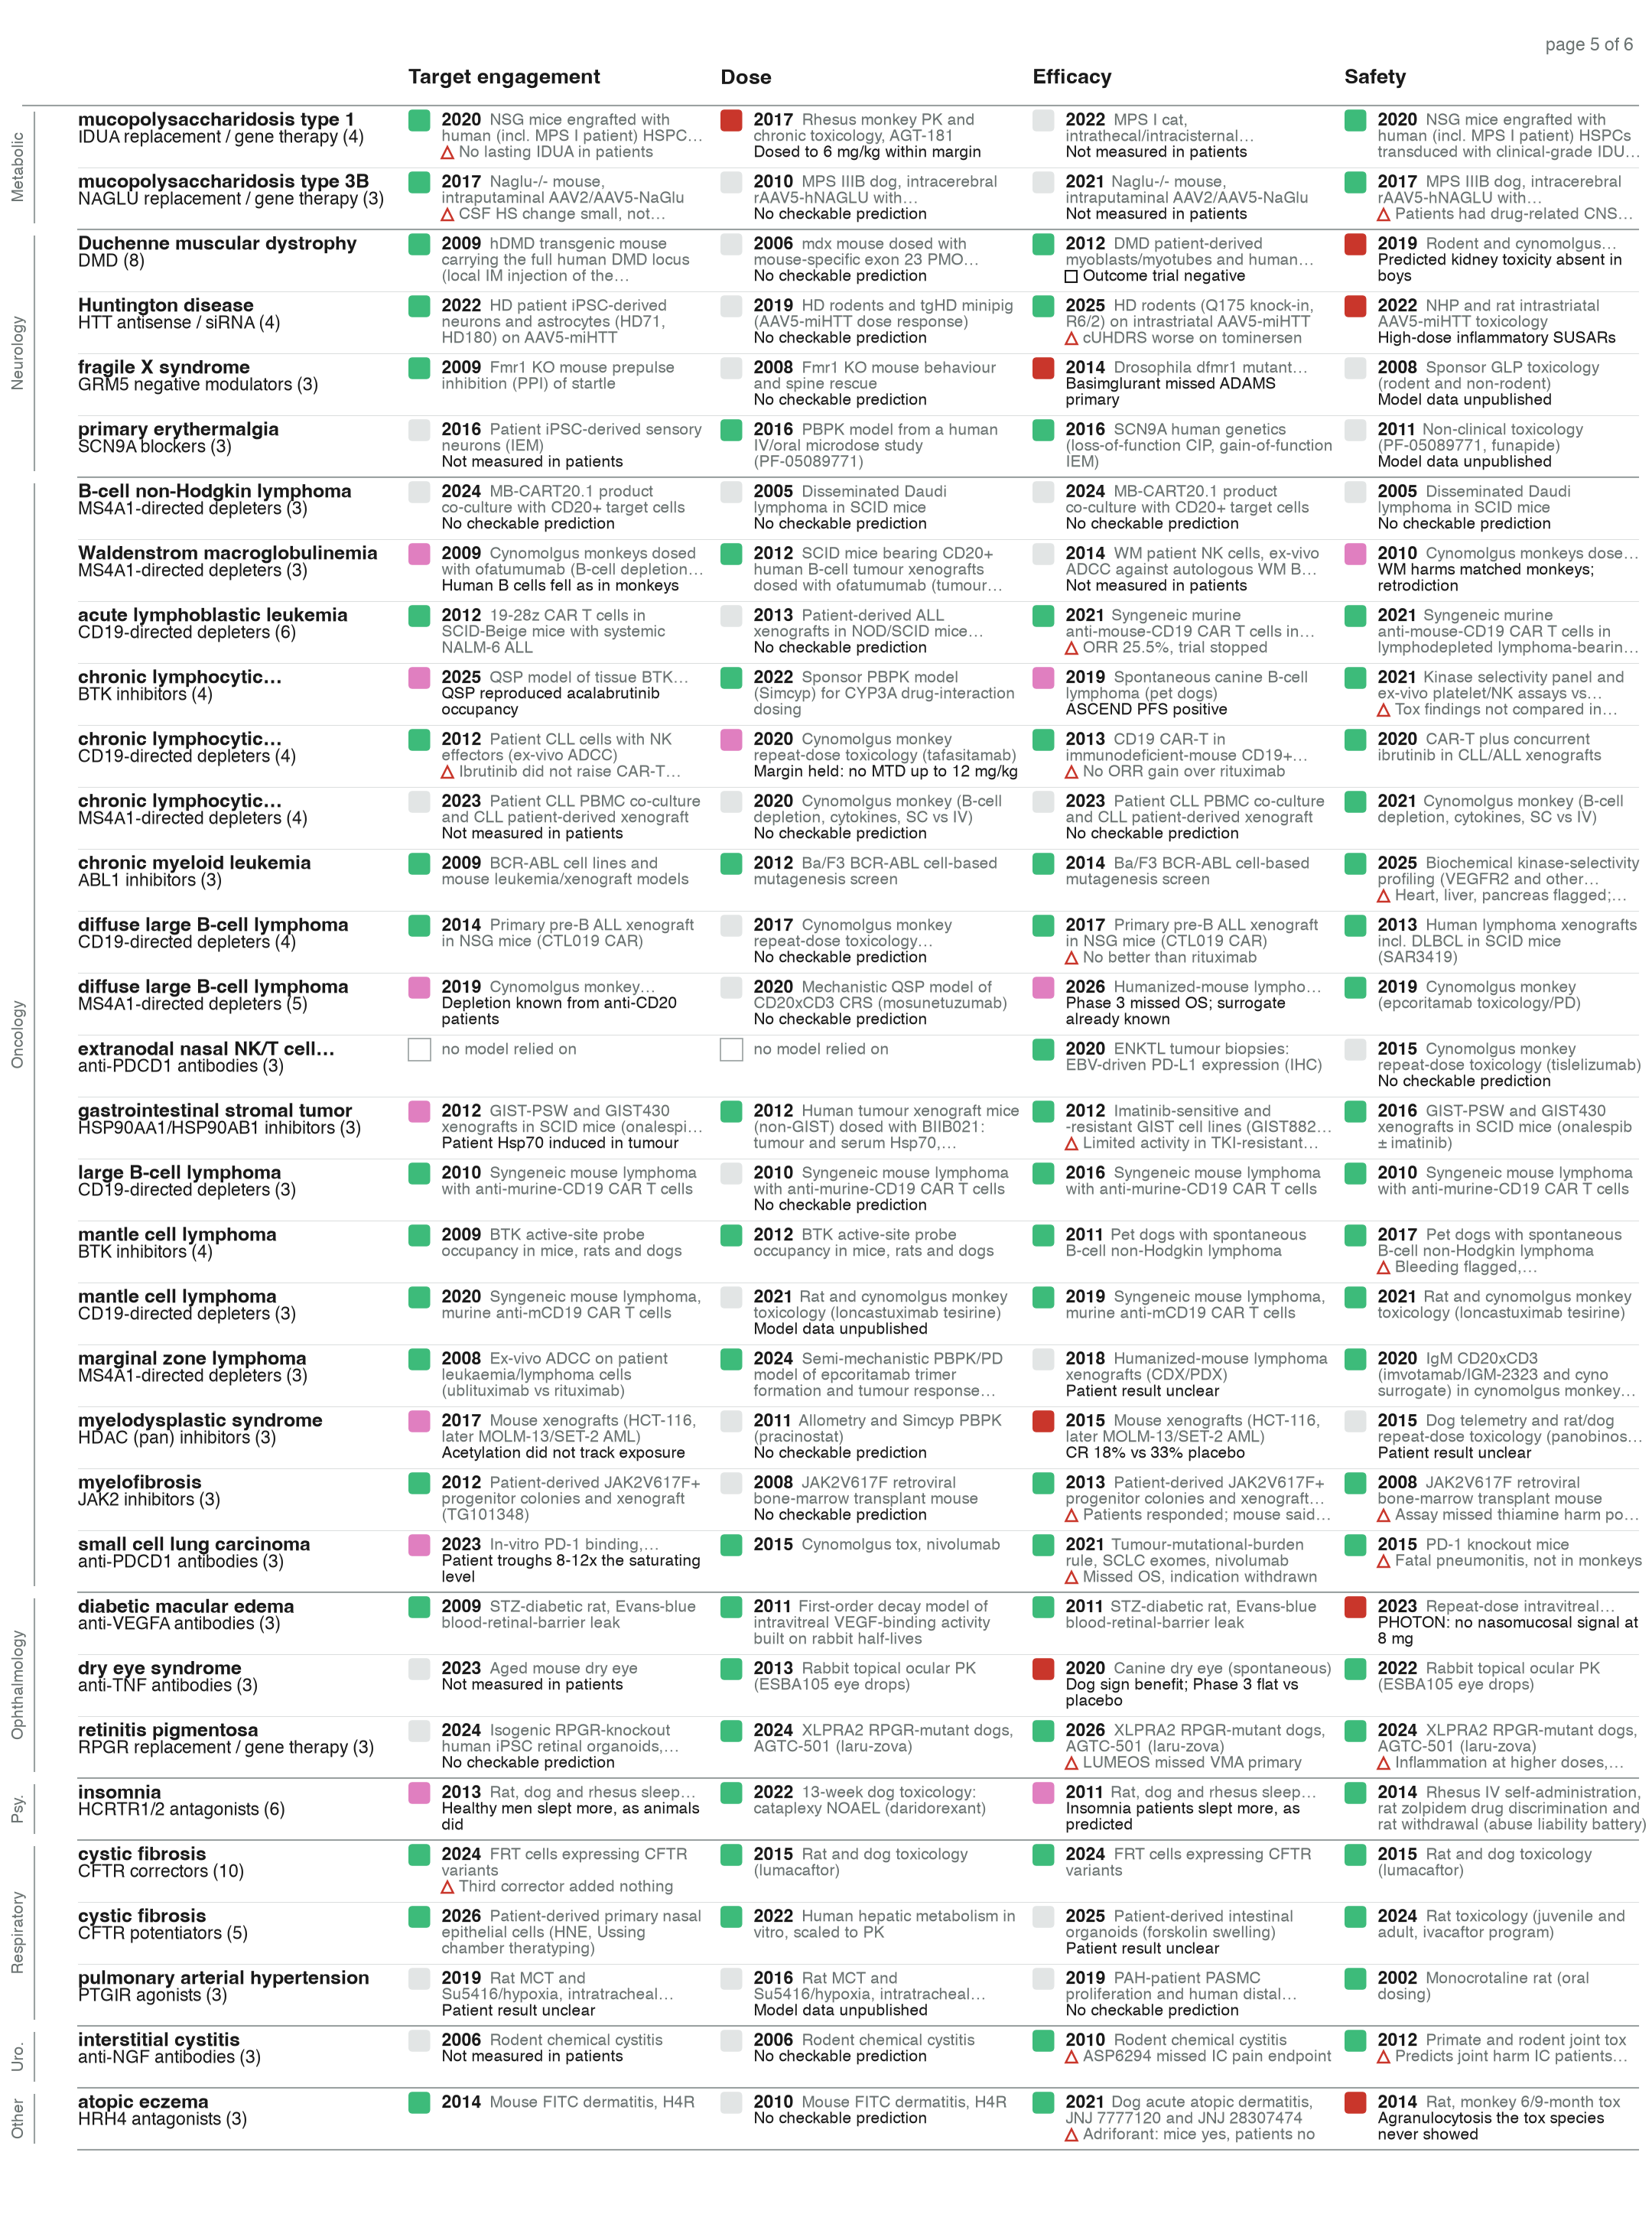 page 5 of 6
Target engagement
Dose
Efficacy
Safety
Metabolic
mucopolysaccharidosis type 1
IDUA replacement / gene therapy (4)
2020 NSG mice engrafted with
human (incl. MPS I patient) HSPC…
△ No lasting IDUA in patients
2017 Rhesus monkey PK and
chronic toxicology, AGT-181
Dosed to 6 mg/kg within margin
2022 MPS I cat,
intrathecal/intracisternal…
Not measured in patients
2020 NSG mice engrafted with
human (incl. MPS I patient) HSPCs
transduced with clinical-grade IDU…
mucopolysaccharidosis type 3B
NAGLU replacement / gene therapy (3)
2017 Naglu-/- mouse,
intraputaminal AAV2/AAV5-NaGlu
△ CSF HS change small, not…
2010 MPS IIIB dog, intracerebral
rAAV5-hNAGLU with…
No checkable prediction
2021 Naglu-/- mouse,
intraputaminal AAV2/AAV5-NaGlu
Not measured in patients
2017 MPS IIIB dog, intracerebral
rAAV5-hNAGLU with…
△ Patients had drug-related CNS…
Neurology
Duchenne muscular dystrophy
DMD (8)
2009 hDMD transgenic mouse
carrying the full human DMD locus
(local IM injection of the…
2006 mdx mouse dosed with
mouse-specific exon 23 PMO…
No checkable prediction
2012 DMD patient-derived
myoblasts/myotubes and human…
□ Outcome trial negative
2019 Rodent and cynomolgus…
Predicted kidney toxicity absent in
boys
Huntington disease
HTT antisense / siRNA (4)
2022 HD patient iPSC-derived
neurons and astrocytes (HD71,
HD180) on AAV5-miHTT
2019 HD rodents and tgHD minipig
(AAV5-miHTT dose response)
No checkable prediction
2025 HD rodents (Q175 knock-in,
R6/2) on intrastriatal AAV5-miHTT
△ cUHDRS worse on tominersen
2022 NHP and rat intrastriatal
AAV5-miHTT toxicology
High-dose inflammatory SUSARs
fragile X syndrome
GRM5 negative modulators (3)
2009 Fmr1 KO mouse prepulse
inhibition (PPI) of startle
2008 Fmr1 KO mouse behaviour
and spine rescue
No checkable prediction
2014 Drosophila dfmr1 mutant…
Basimglurant missed ADAMS
primary
2008 Sponsor GLP toxicology
(rodent and non-rodent)
Model data unpublished
primary erythermalgia
SCN9A blockers (3)
2016 Patient iPSC-derived sensory
neurons (IEM)
Not measured in patients
2016 PBPK model from a human
IV/oral microdose study
(PF-05089771)
2016 SCN9A human genetics
(loss-of-function CIP, gain-of-function
IEM)
2011 Non-clinical toxicology
(PF-05089771, funapide)
Model data unpublished
Oncology
B-cell non-Hodgkin lymphoma
MS4A1-directed depleters (3)
2024 MB-CART20.1 product
co-culture with CD20+ target cells
No checkable prediction
2005 Disseminated Daudi
lymphoma in SCID mice
No checkable prediction
2024 MB-CART20.1 product
co-culture with CD20+ target cells
No checkable prediction
2005 Disseminated Daudi
lymphoma in SCID mice
No checkable prediction
Waldenstrom macroglobulinemia
MS4A1-directed depleters (3)
2009 Cynomolgus monkeys dosed
with ofatumumab (B-cell depletion…
Human B cells fell as in monkeys
2012 SCID mice bearing CD20+
human B-cell tumour xenografts
dosed with ofatumumab (tumour…
2014 WM patient NK cells, ex-vivo
ADCC against autologous WM B…
Not measured in patients
2010 Cynomolgus monkeys dose…
WM harms matched monkeys;
retrodiction
acute lymphoblastic leukemia
CD19-directed depleters (6)
2012 19-28z CAR T cells in
SCID-Beige mice with systemic
NALM-6 ALL
2013 Patient-derived ALL
xenografts in NOD/SCID mice…
No checkable prediction
2021 Syngeneic murine
anti-mouse-CD19 CAR T cells in…
△ ORR 25.5%, trial stopped
2021 Syngeneic murine
anti-mouse-CD19 CAR T cells in
lymphodepleted lymphoma-bearin…
chronic lymphocytic…
BTK inhibitors (4)
2025 QSP model of tissue BTK…
QSP reproduced acalabrutinib
occupancy
2022 Sponsor PBPK model
(Simcyp) for CYP3A drug-interaction
dosing
2019 Spontaneous canine B-cell
lymphoma (pet dogs)
ASCEND PFS positive
2021 Kinase selectivity panel and
ex-vivo platelet/NK assays vs…
△ Tox findings not compared in…
chronic lymphocytic…
CD19-directed depleters (4)
2012 Patient CLL cells with NK
effectors (ex-vivo ADCC)
△ Ibrutinib did not raise CAR-T…
2020 Cynomolgus monkey
repeat-dose toxicology (tafasitamab)
Margin held: no MTD up to 12 mg/kg
2013 CD19 CAR-T in
immunodeficient-mouse CD19+…
△ No ORR gain over rituximab
2020 CAR-T plus concurrent
ibrutinib in CLL/ALL xenografts
chronic lymphocytic…
MS4A1-directed depleters (4)
2023 Patient CLL PBMC co-culture
and CLL patient-derived xenograft
Not measured in patients
2020 Cynomolgus monkey (B-cell
depletion, cytokines, SC vs IV)
No checkable prediction
2023 Patient CLL PBMC co-culture
and CLL patient-derived xenograft
No checkable prediction
2021 Cynomolgus monkey (B-cell
depletion, cytokines, SC vs IV)
chronic myeloid leukemia
ABL1 inhibitors (3)
2009 BCR-ABL cell lines and
mouse leukemia/xenograft models
2012 Ba/F3 BCR-ABL cell-based
mutagenesis screen
2014 Ba/F3 BCR-ABL cell-based
mutagenesis screen
2025 Biochemical kinase-selectivity
profiling (VEGFR2 and other…
△ Heart, liver, pancreas flagged;…
diffuse large B-cell lymphoma
CD19-directed depleters (4)
2014 Primary pre-B ALL xenograft
in NSG mice (CTL019 CAR)
2017 Cynomolgus monkey
repeat-dose toxicology…
No checkable prediction
2017 Primary pre-B ALL xenograft
in NSG mice (CTL019 CAR)
△ No better than rituximab
2013 Human lymphoma xenografts
incl. DLBCL in SCID mice
(SAR3419)
diffuse large B-cell lymphoma
MS4A1-directed depleters (5)
2019 Cynomolgus monkey…
Depletion known from anti-CD20
patients
2020 Mechanistic QSP model of
CD20xCD3 CRS (mosunetuzumab)
No checkable prediction
2026 Humanized-mouse lympho…
Phase 3 missed OS; surrogate
already known
2019 Cynomolgus monkey
(epcoritamab toxicology/PD)
extranodal nasal NK/T cell…
anti-PDCD1 antibodies (3)
no model relied on
no model relied on
2020 ENKTL tumour biopsies:
EBV-driven PD-L1 expression (IHC)
2015 Cynomolgus monkey
repeat-dose toxicology (tislelizumab)
No checkable prediction
gastrointestinal stromal tumor
HSP90AA1/HSP90AB1 inhibitors (3)
2012 GIST-PSW and GIST430
xenografts in SCID mice (onalespi…
Patient Hsp70 induced in tumour
2012 Human tumour xenograft mice
(non-GIST) dosed with BIIB021:
tumour and serum Hsp70,…
2012 Imatinib-sensitive and
-resistant GIST cell lines (GIST882…
△ Limited activity in TKI-resistant…
2016 GIST-PSW and GIST430
xenografts in SCID mice (onalespib
± imatinib)
large B-cell lymphoma
CD19-directed depleters (3)
2010 Syngeneic mouse lymphoma
with anti-murine-CD19 CAR T cells
2010 Syngeneic mouse lymphoma
with anti-murine-CD19 CAR T cells
No checkable prediction
2016 Syngeneic mouse lymphoma
with anti-murine-CD19 CAR T cells
2010 Syngeneic mouse lymphoma
with anti-murine-CD19 CAR T cells
mantle cell lymphoma
BTK inhibitors (4)
2009 BTK active-site probe
occupancy in mice, rats and dogs
2012 BTK active-site probe
occupancy in mice, rats and dogs
2011 Pet dogs with spontaneous
B-cell non-Hodgkin lymphoma
2017 Pet dogs with spontaneous
B-cell non-Hodgkin lymphoma
△ Bleeding flagged,…
mantle cell lymphoma
CD19-directed depleters (3)
2020 Syngeneic mouse lymphoma,
murine anti-mCD19 CAR T cells
2021 Rat and cynomolgus monkey
toxicology (loncastuximab tesirine)
Model data unpublished
2019 Syngeneic mouse lymphoma,
murine anti-mCD19 CAR T cells
2021 Rat and cynomolgus monkey
toxicology (loncastuximab tesirine)
marginal zone lymphoma
MS4A1-directed depleters (3)
2008 Ex-vivo ADCC on patient
leukaemia/lymphoma cells
(ublituximab vs rituximab)
2024 Semi-mechanistic PBPK/PD
model of epcoritamab trimer
formation and tumour response…
2018 Humanized-mouse lymphoma
xenografts (CDX/PDX)
Patient result unclear
2020 IgM CD20xCD3
(imvotamab/IGM-2323 and cyno
surrogate) in cynomolgus monkey…
myelodysplastic syndrome
HDAC (pan) inhibitors (3)
2017 Mouse xenografts (HCT-116,
later MOLM-13/SET-2 AML)
Acetylation did not track exposure
2011 Allometry and Simcyp PBPK
(pracinostat)
No checkable prediction
2015 Mouse xenografts (HCT-116,
later MOLM-13/SET-2 AML)
CR 18% vs 33% placebo
2015 Dog telemetry and rat/dog
repeat-dose toxicology (panobinos…
Patient result unclear
myelofibrosis
JAK2 inhibitors (3)
2012 Patient-derived JAK2V617F+
progenitor colonies and xenograft
(TG101348)
2008 JAK2V617F retroviral
bone-marrow transplant mouse
No checkable prediction
2013 Patient-derived JAK2V617F+
progenitor colonies and xenograft…
△ Patients responded; mouse said…
2008 JAK2V617F retroviral
bone-marrow transplant mouse
△ Assay missed thiamine harm po…
small cell lung carcinoma
anti-PDCD1 antibodies (3)
2023 In-vitro PD-1 binding,…
Patient troughs 8-12x the saturating
level
2015 Cynomolgus tox, nivolumab
2021 Tumour-mutational-burden
rule, SCLC exomes, nivolumab
△ Missed OS, indication withdrawn
2015 PD-1 knockout mice
△ Fatal pneumonitis, not in monkeys
Ophthalmology
diabetic macular edema
anti-VEGFA antibodies (3)
2009 STZ-diabetic rat, Evans-blue
blood-retinal-barrier leak
2011 First-order decay model of
intravitreal VEGF-binding activity
built on rabbit half-lives
2011 STZ-diabetic rat, Evans-blue
blood-retinal-barrier leak
2023 Repeat-dose intravitreal…
PHOTON: no nasomucosal signal at
8 mg
dry eye syndrome
anti-TNF antibodies (3)
2023 Aged mouse dry eye
Not measured in patients
2013 Rabbit topical ocular PK
(ESBA105 eye drops)
2020 Canine dry eye (spontaneous)
Dog sign benefit; Phase 3 flat vs
placebo
2022 Rabbit topical ocular PK
(ESBA105 eye drops)
retinitis pigmentosa
RPGR replacement / gene therapy (3)
2024 Isogenic RPGR-knockout
human iPSC retinal organoids,…
No checkable prediction
2024 XLPRA2 RPGR-mutant dogs,
AGTC-501 (laru-zova)
2026 XLPRA2 RPGR-mutant dogs,
AGTC-501 (laru-zova)
△ LUMEOS missed VMA primary
2024 XLPRA2 RPGR-mutant dogs,
AGTC-501 (laru-zova)
△ Inflammation at higher doses,…
Psy.
insomnia
HCRTR1/2 antagonists (6)
2013 Rat, dog and rhesus sleep…
Healthy men slept more, as animals
did
2022 13-week dog toxicology:
cataplexy NOAEL (daridorexant)
2011 Rat, dog and rhesus sleep…
Insomnia patients slept more, as
predicted
2014 Rhesus IV self-administration,
rat zolpidem drug discrimination and
rat withdrawal (abuse liability battery)
Respiratory
cystic fibrosis
CFTR correctors (10)
2024 FRT cells expressing CFTR
variants
△ Third corrector added nothing
2015 Rat and dog toxicology
(lumacaftor)
2024 FRT cells expressing CFTR
variants
2015 Rat and dog toxicology
(lumacaftor)
cystic fibrosis
CFTR potentiators (5)
2026 Patient-derived primary nasal
epithelial cells (HNE, Ussing
chamber theratyping)
2022 Human hepatic metabolism in
vitro, scaled to PK
2025 Patient-derived intestinal
organoids (forskolin swelling)
Patient result unclear
2024 Rat toxicology (juvenile and
adult, ivacaftor program)
pulmonary arterial hypertension
PTGIR agonists (3)
2019 Rat MCT and
Su5416/hypoxia, intratracheal…
Patient result unclear
2016 Rat MCT and
Su5416/hypoxia, intratracheal…
Model data unpublished
2019 PAH-patient PASMC
proliferation and human distal…
No checkable prediction
2002 Monocrotaline rat (oral
dosing)
Uro.
interstitial cystitis
anti-NGF antibodies (3)
2006 Rodent chemical cystitis
Not measured in patients
2006 Rodent chemical cystitis
No checkable prediction
2010 Rodent chemical cystitis
△ ASP6294 missed IC pain endpoint
2012 Primate and rodent joint tox
△ Predicts joint harm IC patients…
Other
atopic eczema
HRH4 antagonists (3)
2014 Mouse FITC dermatitis, H4R
2010 Mouse FITC dermatitis, H4R
No checkable prediction
2021 Dog acute atopic dermatitis,
JNJ 7777120 and JNJ 28307474
△ Adriforant: mice yes, patients no
2014 Rat, monkey 6/9-month tox
Agranulocytosis the tox species
never showed